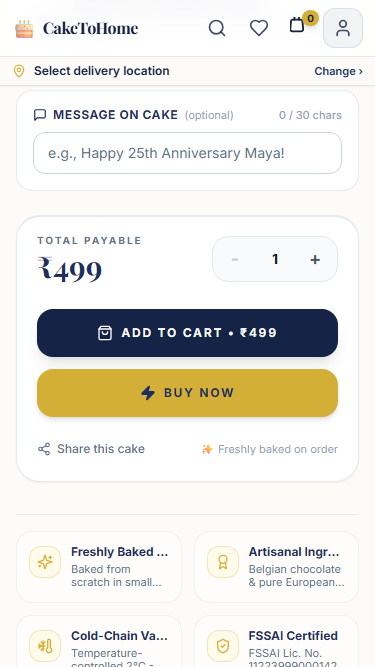 CakeToHome
0
Select delivery location
Change ›
MESSAGE ON CAKE (optional)
0 / 30 chars
e.g., Happy 25th Anniversary Maya!
TOTAL PAYABLE
₹499
− 1 +
ADD TO CART • ₹499
BUY NOW
Share this cake
Freshly baked on order
Freshly Baked ...
Baked from
scratch in small...
Artisanal Ingr...
Belgian chocolate
& pure European...
Cold-Chain Va...
Temperature-
controlled 2°C -
FSSAI Certified
FSSAI Lic. No.
11223999000145